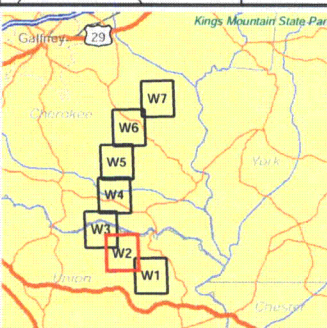 Kings Mountain State Par
Gaffney
29
W7
Cherokee
W6
York
W5
W4
W3
W2
W1
Union
Chester